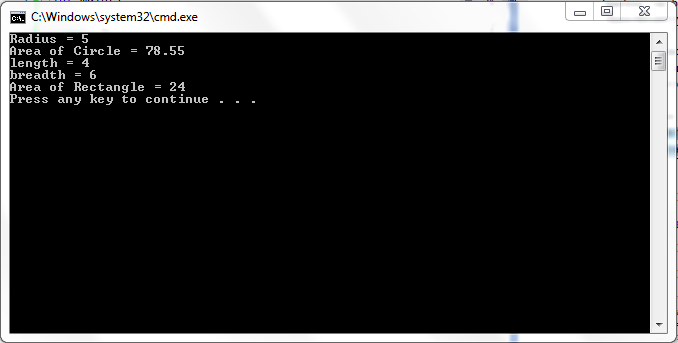 C:\Windows\system32\cmd.exe
Radius = 5
Area of Circle = 78.55
length = 4
breadth = 6
Area of Rectangle = 24
Press any key to continue . . .